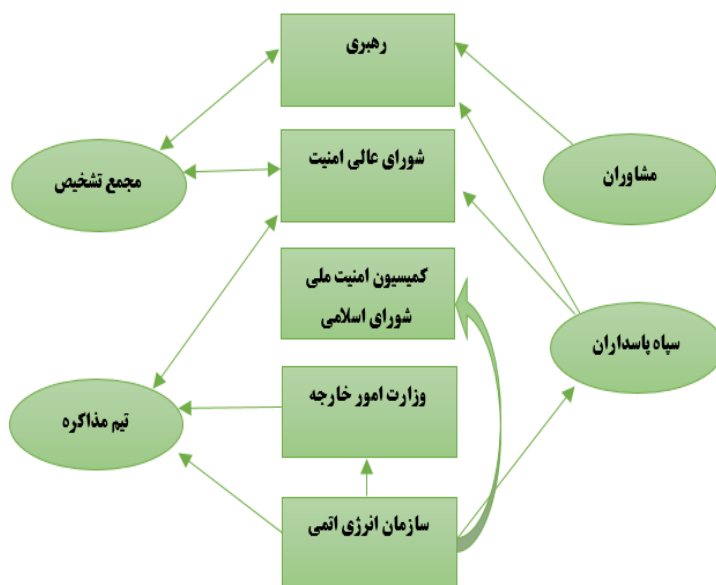 رهبری
شورای عالی امنیت
مجمع تشخیص
مشاوران
کمیسیون امنیت ملی
شورای اسلامی
سپاه پاسداران
وزارت امور خارجه
تیم مذاکره
سازمان انرژی اتمی